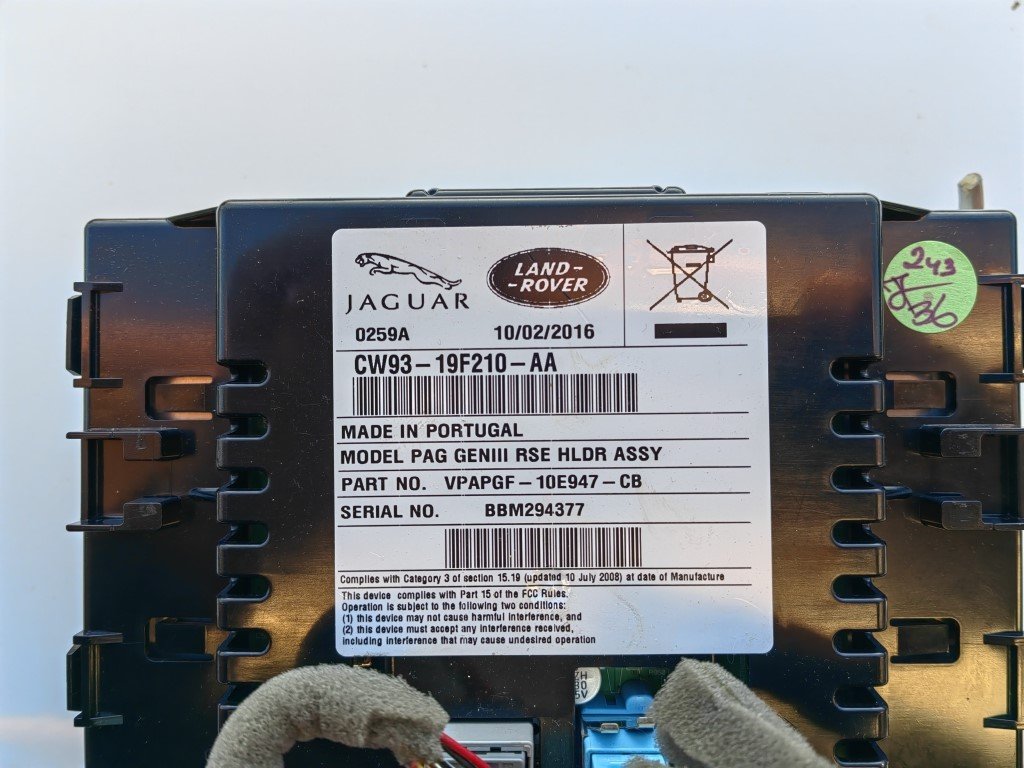 JAGUAR
LAND-
-ROVER
0259A 10/02/2016
CW93-19F210-AA
MADE IN PORTUGAL
MODEL PAG GENIII RSE HLDR ASSY
PART NO. VPAPGF-10E947-CB
SERIAL NO. BBM294377
Complies with Category 3 of section 15.19 (updated 10 July 2008) at date of Manufacture
This device complies with Part 15 of the FCC Rules.
Operation is subject to the following two conditions:
(1) this device may not cause harmful interference, and
(2) this device must accept any interference received,
including interference that may cause undesired operation
243
36